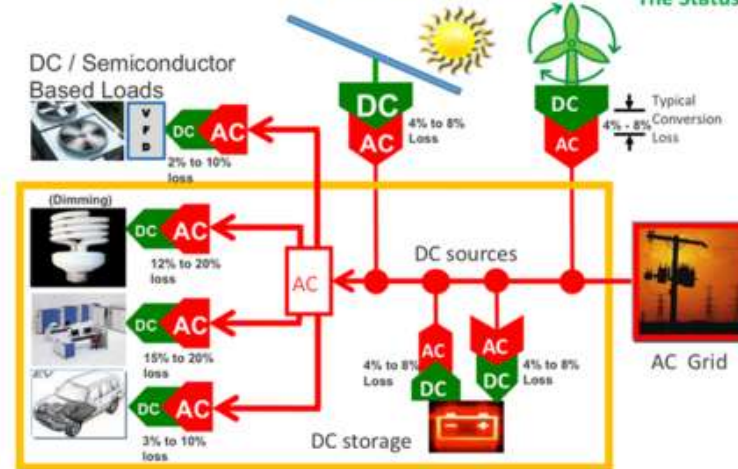 The Status
DC / Semiconductor
Based Loads
V
F
D
DC AC
2% to 10%
loss
DC
AC
4% to 8%
Loss
DC
AC
4% - 8%
Typical
Conversion
Loss
(Dimming)
DC AC
12% to 20%
loss
DC AC
15% to 20%
loss
EV
DC AC
3% to 10%
loss
AC
DC sources
AC
DC
4% to 8%
Loss
AC
DC
4% to 8%
Loss
DC storage
AC Grid